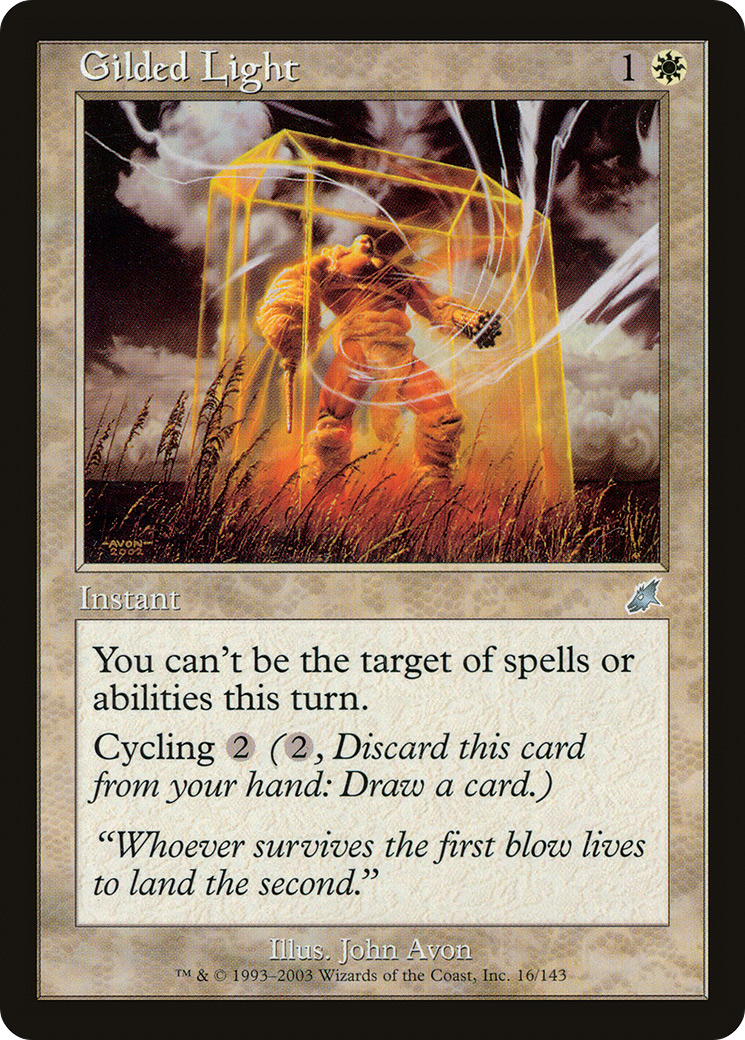 Gilded Light 1
-AVON-
2002
Instant
You can't be the target of spells or
abilities this turn.
Cycling 2 (2, Discard this card
from your hand: Draw a card.)
“Whoever survives the first blow lives
to land the second.”
Illus. John Avon
™ & © 1993–2003 Wizards of the Coast, Inc. 16/143